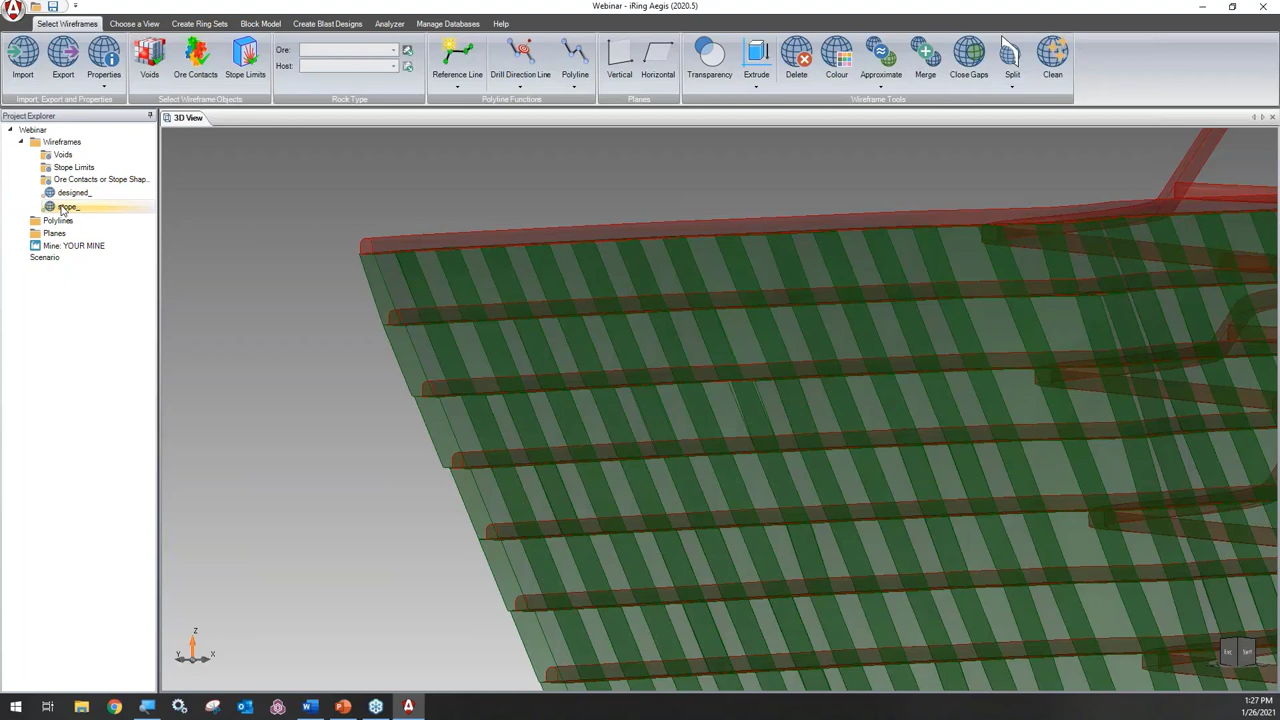 Webinar - iRing Aegis (2020.5)
Select Wireframes Choose a View Create Ring Sets Block Model Create Blast Designs Analyzer Manage Databases Help
Import Export Properties Voids Ore Contacts Stope Limits Ore: Host: Reference Line Drill Direction Line Polyline Vertical Horizontal Transparency Extrude Delete Colour Approximate Merge Close Gaps Split Clean
Import, Export and Properties Select Wireframe Objects Rock Type Polyline Functions Planes Wireframe Tools
Project Explorer
3D View
Webinar
Wireframes
Voids
Stope Limits
Ore Contacts or Stope Shap...
designed_
stope_
Polylines
Planes
Mine: YOUR MINE
Scenario
Z
Y X
1:27 PM
1/26/2021